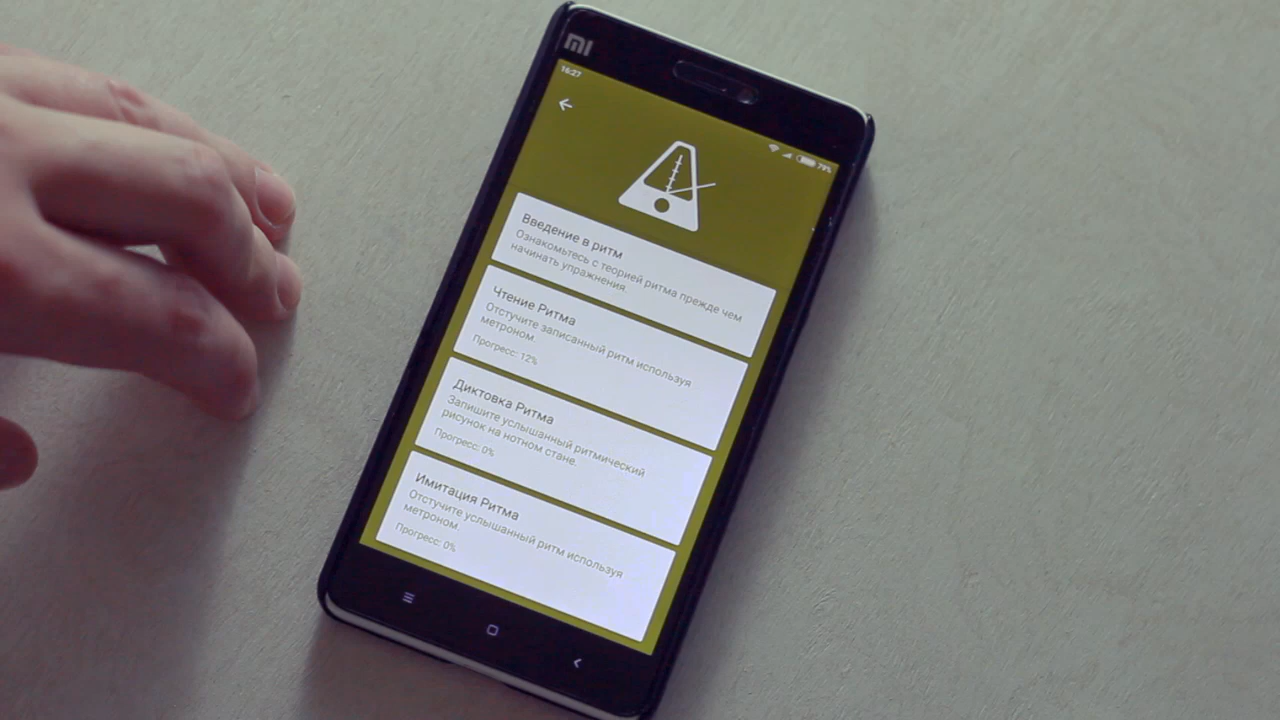 mi
16:27
79%
Введение в ритм
Ознакомьтесь с теорией ритма прежде чем
начинать упражнения.
Чтение Ритма
Отстучите записанный ритм используя
метроном.
Прогресс: 12%
Диктовка Ритма
Запишите услышанный ритмический
рисунок на нотном стане.
Прогресс: 0%
Имитация Ритма
Отстучите услышанный ритм используя
метроном.
Прогресс: 0%